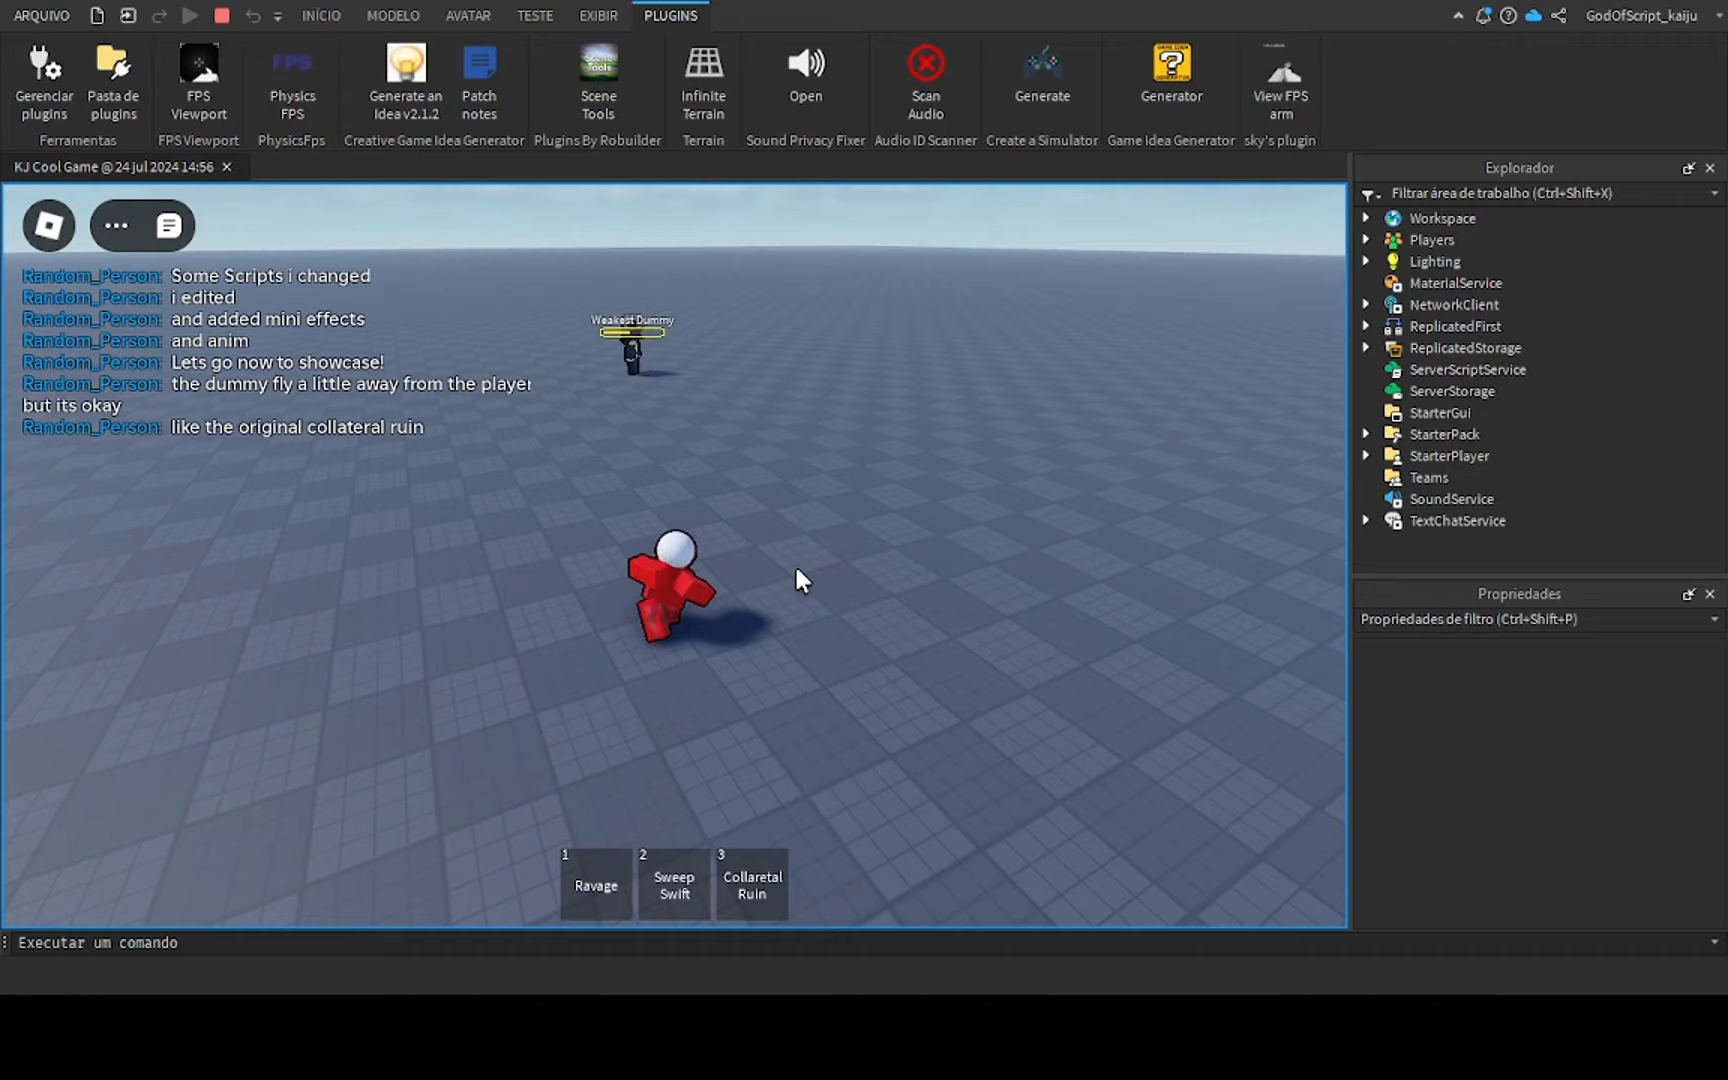 ARQUIVO INÍCIO MODELO AVATAR TESTE EXIBIR PLUGINS GodOfScript_kaiju
Gerenciar plugins
Pasta de plugins
Ferramentas
FPS Viewport
FPSViewport
FPS
Physics FPS
PhysicsFps
Generate an Idea v2.1.2
Patch notes
Creative Game Idea Generator
Scene Tools
Scene Tools
Plugins By Robuilder
Infinite Terrain
Terrain
Open
Sound Privacy Fixer
Scan Audio
Audio ID Scanner
Generate
Create a Simulator
GAME IDEA
GENERATOR
Generator
Game Idea Generator
View FPS arm
sky's plugin
KJ Cool Game @ 24 jul 2024 14:56
Random_Person: Some Scripts i changed
Random_Person: i edited
Random_Person: and added mini effects
Random_Person: and anim
Random_Person: Lets go now to showcase!
Random_Person: the dummy fly a little away from the player
but its okay
Random_Person: like the original collateral ruin
Weakest Dummy
1
Ravage
2
Sweep
Swift
3
Collaretal
Ruin
Executar um comando
Explorador
Filtrar área de trabalho (Ctrl+Shift+X)
Workspace
Players
Lighting
MaterialService
NetworkClient
ReplicatedFirst
ReplicatedStorage
ServerScriptService
ServerStorage
StarterGui
StarterPack
StarterPlayer
Teams
SoundService
TextChatService
Propriedades
Propriedades de filtro (Ctrl+Shift+P)